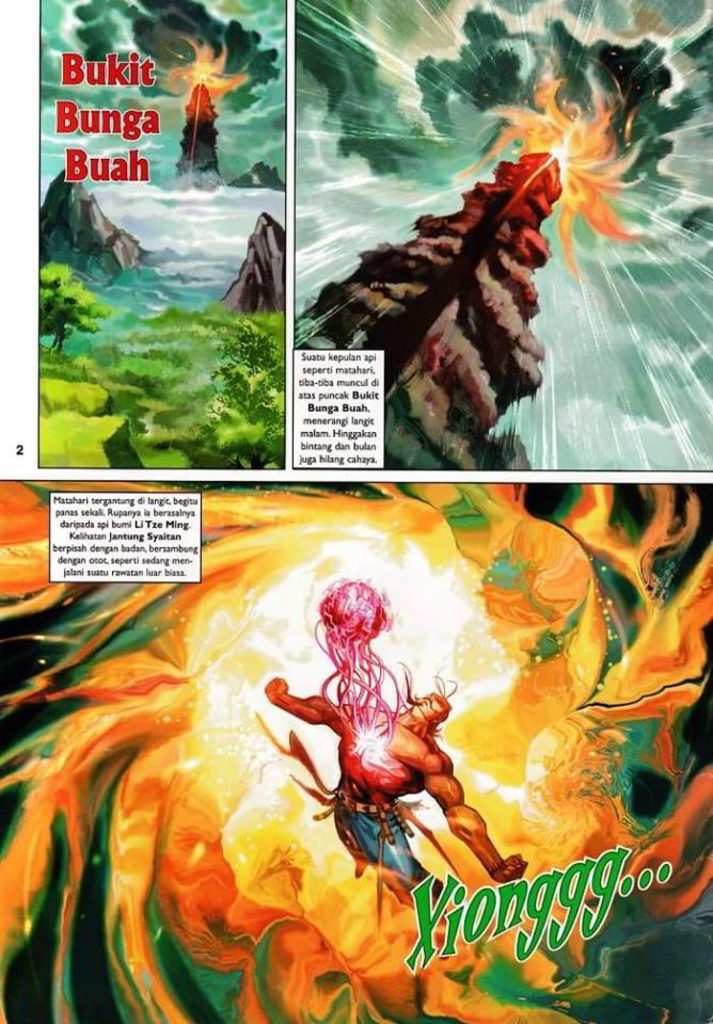 Bukit
Bunga
Buah
Suatu kepulan api
seperti matahari,
tiba-tiba muncul di
atas puncak Bukit
Bunga Buah,
menerangi langit
malam. Hinggakan
bintang dan bulan
juga hilang cahaya.
2
Matahari tergantung di langit, begitu
panas sekali. Rupanya ia berasalnya
daripada api bumi Li Tze Ming.
Kelihatan Jantung Syaitan
berpisah dengan badan, bersambung
dengan otot, seperti sedang men-
jalani suatu rawatan luar biasa.
Xionggg...